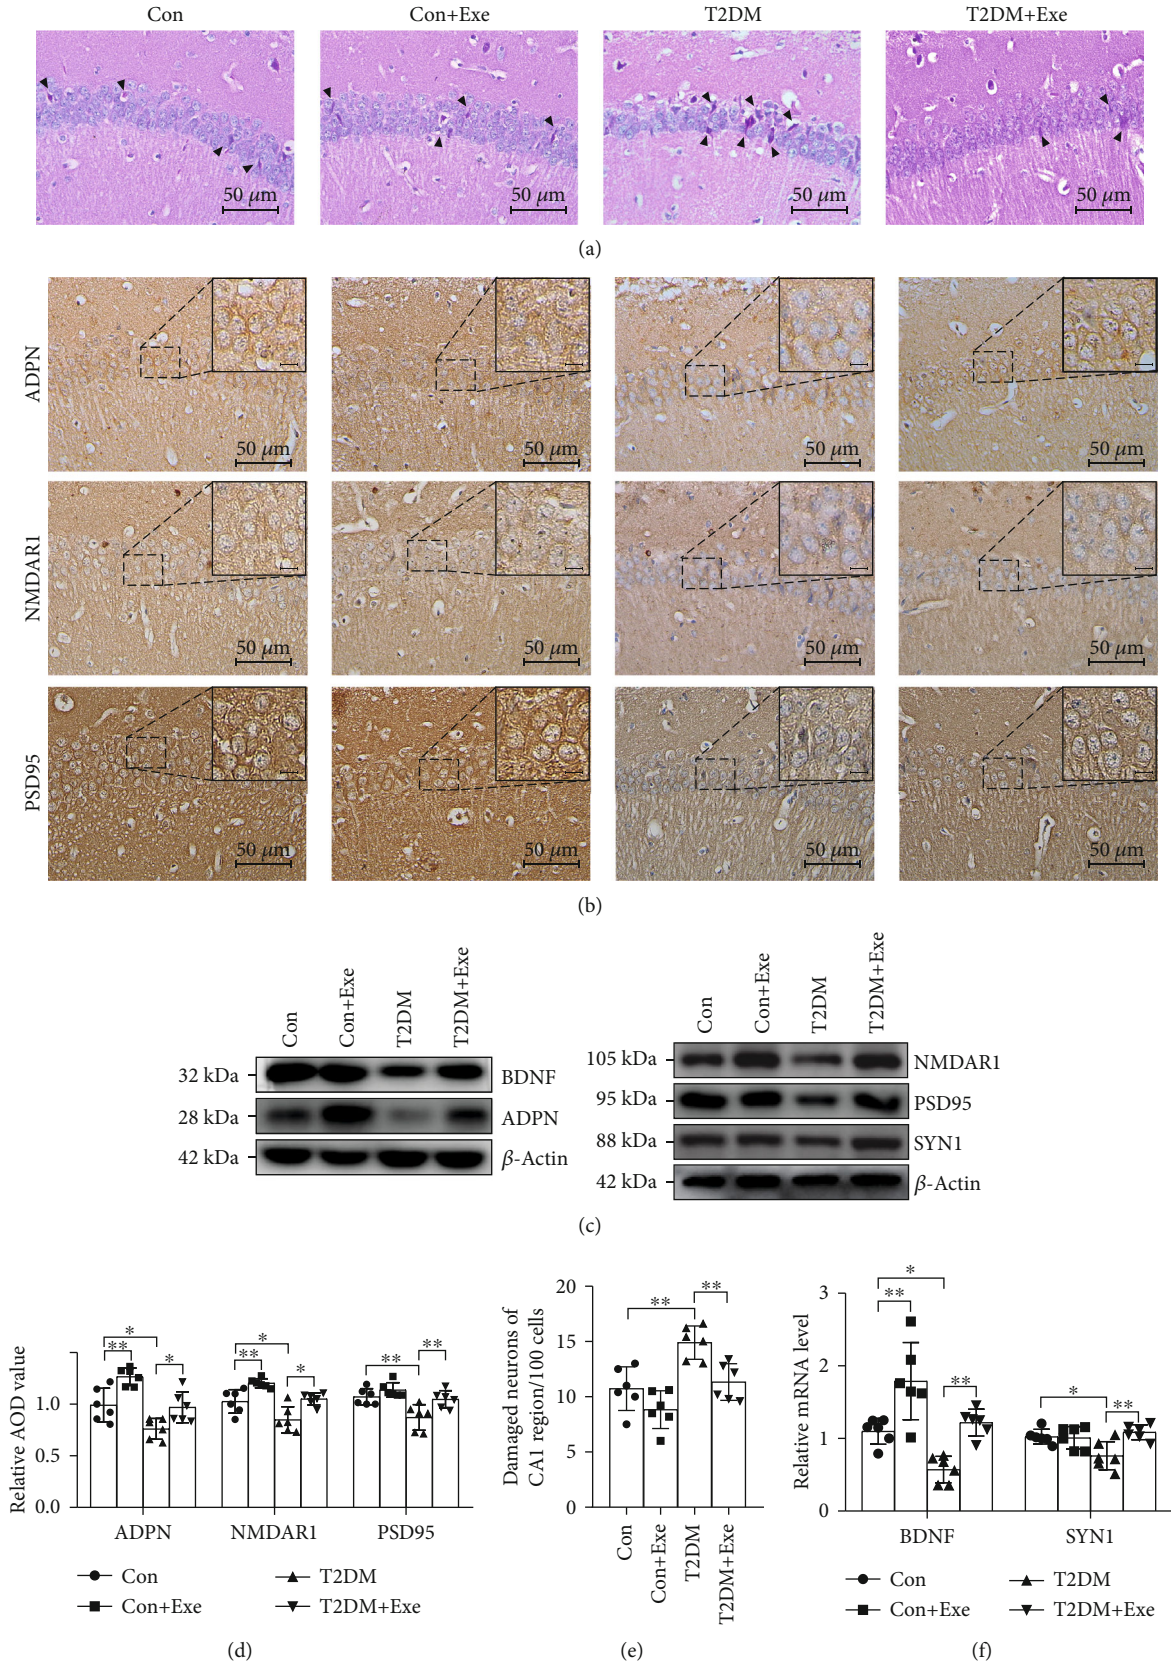 Con
Con+Exe
T2DM
T2DM+Exe
50 μm
50 μm
50 μm
50 μm
(a)
ADPN
50 μm
50 μm
50 μm
50 μm
NMDAR1
50 μm
50 μm
50 μm
50 μm
PSD95
50 μm
50 μm
50 μm
50 μm
(b)
Con
Con+Exe
T2DM
T2DM+Exe
32 kDa
BDNF
28 kDa
ADPN
42 kDa
β-Actin
Con
Con+Exe
T2DM
T2DM+Exe
105 kDa
NMDAR1
95 kDa
PSD95
88 kDa
SYN1
42 kDa
β-Actin
(c)
Relative AOD value
1.0
0.5
0.0
*
**
*
*
**
*
**
**
ADPN
NMDAR1
PSD95
Con
Con+Exe
T2DM
T2DM+Exe
(d)
Damaged neurons of
CA1 region/100 cells
20
15
10
5
0
**
**
Con
Con+Exe
T2DM
T2DM+Exe
(e)
Relative mRNA level
3
2
1
0
*
**
**
*
**
BDNF
SYN1
Con
Con+Exe
T2DM
T2DM+Exe
(f)